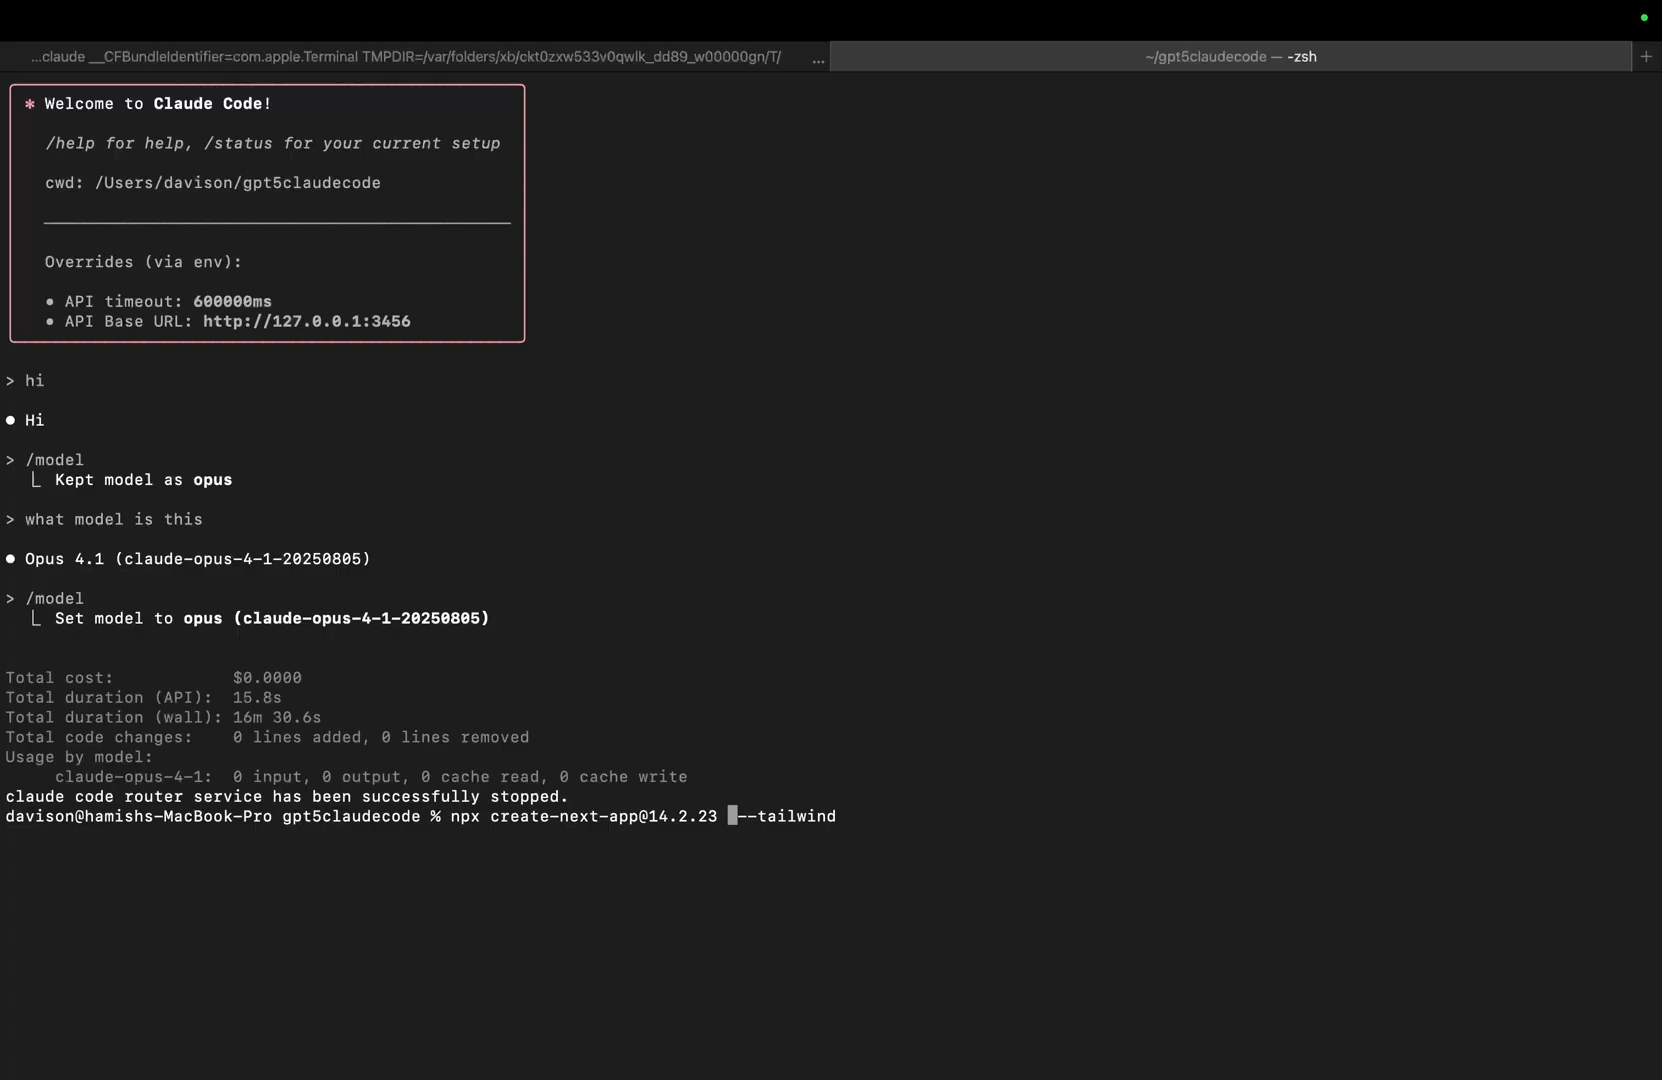 ...claude __CFBundleIdentifier=com.apple.Terminal TMPDIR=/var/folders/xb/ckt0zxw533v0qwlk_dd89_w00000gn/T/ ...
~/gpt5claudecode — -zsh +
* Welcome to Claude Code!
/help for help, /status for your current setup
cwd: /Users/davison/gpt5claudecode
Overrides (via env):
• API timeout: 600000ms
• API Base URL: http://127.0.0.1:3456
> hi
● Hi
> /model
⎿ Kept model as opus
> what model is this
● Opus 4.1 (claude-opus-4-1-20250805)
> /model
⎿ Set model to opus (claude-opus-4-1-20250805)
Total cost: $0.0000
Total duration (API): 15.8s
Total duration (wall): 16m 30.6s
Total code changes: 0 lines added, 0 lines removed
Usage by model:
claude-opus-4-1: 0 input, 0 output, 0 cache read, 0 cache write
claude code router service has been successfully stopped.
davison@hamishs-MacBook-Pro gpt5claudecode % npx create-next-app@14.2.23 --tailwind